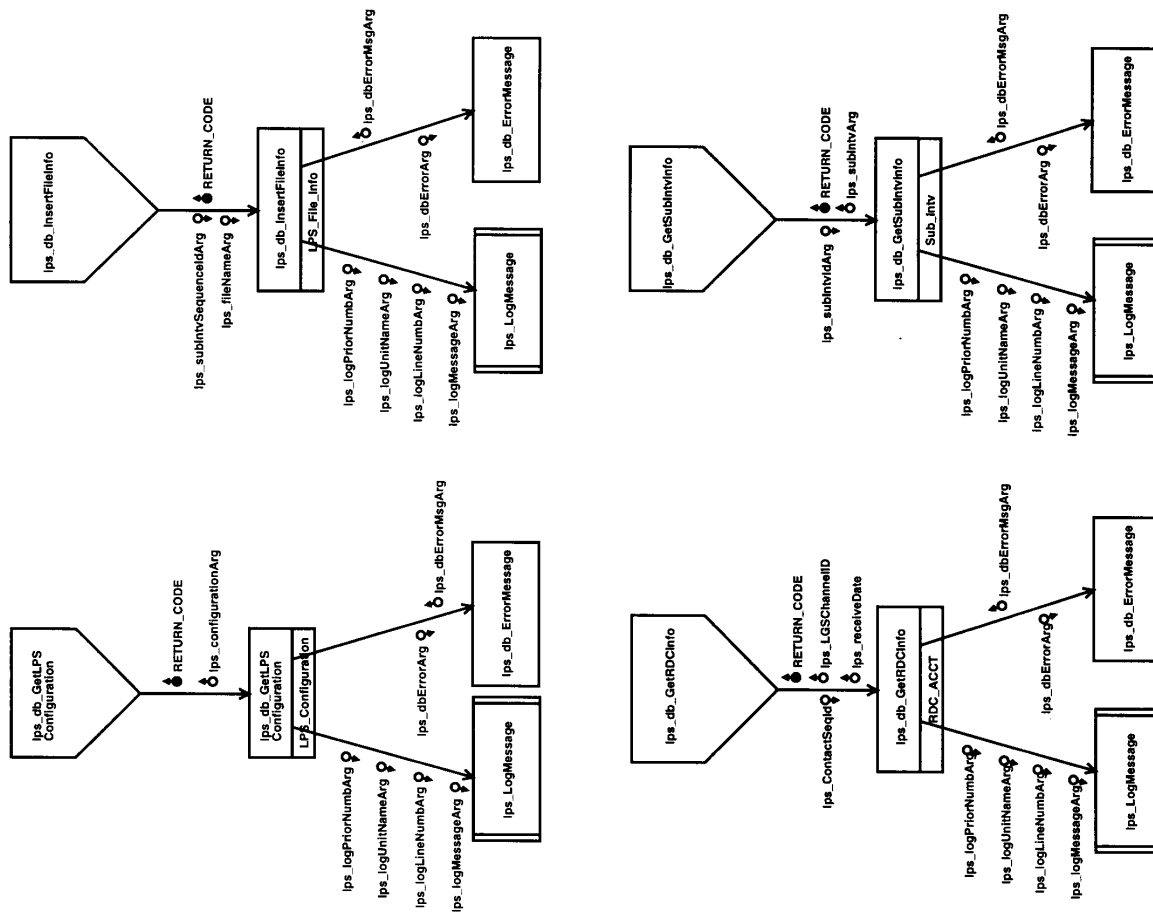 lps_db_InsertFileInfo
RETURN_CODE
lps_subIntvSequenceIdArg
lps_fileNameArg
lps_db_InsertFileInfo
LPS_File_Info
lps_logPriorNumbArg
lps_logUnitNameArg
lps_logLineNumbArg
lps_logMessageArg
lps_dbErrorMsgArg
lps_dbErrorArg
lps_LogMessage
lps_db_ErrorMessage
lps_db_GetSubIntvInfo
RETURN_CODE
lps_subIntvArg
lps_subIntvIdArg
lps_db_GetSubIntvInfo
Sub_Intv
lps_logPriorNumbArg
lps_logUnitNameArg
lps_logLineNumbArg
lps_logMessageArg
lps_dbErrorMsgArg
lps_dbErrorArg
lps_LogMessage
lps_db_ErrorMessage
lps_db_GetLPS
Configuration
RETURN_CODE
lps_configurationArg
lps_db_GetLPS
Configuration
LPS_Configuration
lps_logPriorNumbArg
lps_logUnitNameArg
lps_logLineNumbArg
lps_logMessageArg
lps_dbErrorMsgArg
lps_dbErrorArg
lps_LogMessage
lps_db_ErrorMessage
lps_db_GetRDCInfo
RETURN_CODE
lps_LGSChannelID
lps_receiveDate
lps_ContactSeqId
lps_db_GetRDCInfo
RDC_ACCT
lps_logPriorNumbArg
lps_logUnitNameArg
lps_logLineNumbArg
lps_logMessageArg
lps_dbErrorMsgArg
lps_dbErrorArg
lps_LogMessage
lps_db_ErrorMessage